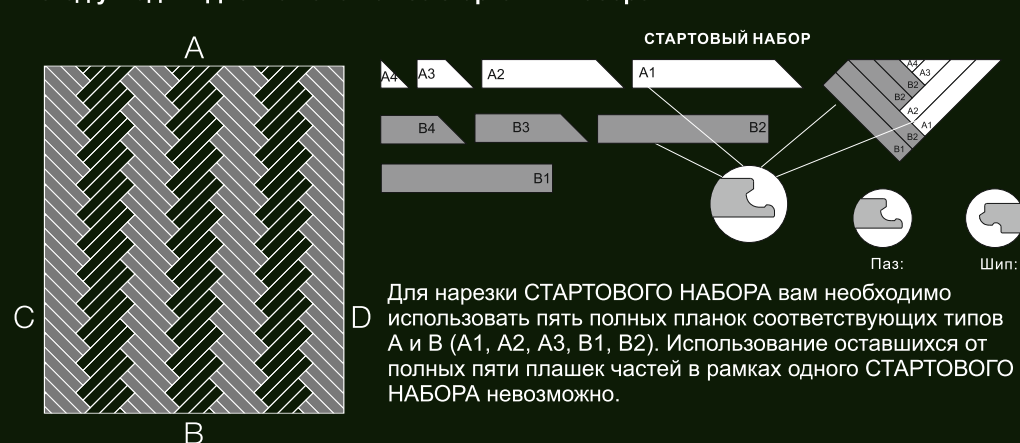 A
C
D
B
СТАРТОВЫЙ НАБОР
A4
A3
A2
A1
B4
B3
B2
B1
A4
A3
B2
B2
A2
A1
B2
B1
Паз:
Шип:
Для нарезки СТАРТОВОГО НАБОРА вам необходимо
использовать пять полных планок соответствующих типов
А и В (А1, А2, А3, В1, В2). Использование оставшихся от
полных пяти плашек частей в рамках одного СТАРТОВОГО
НАБОРА невозможно.